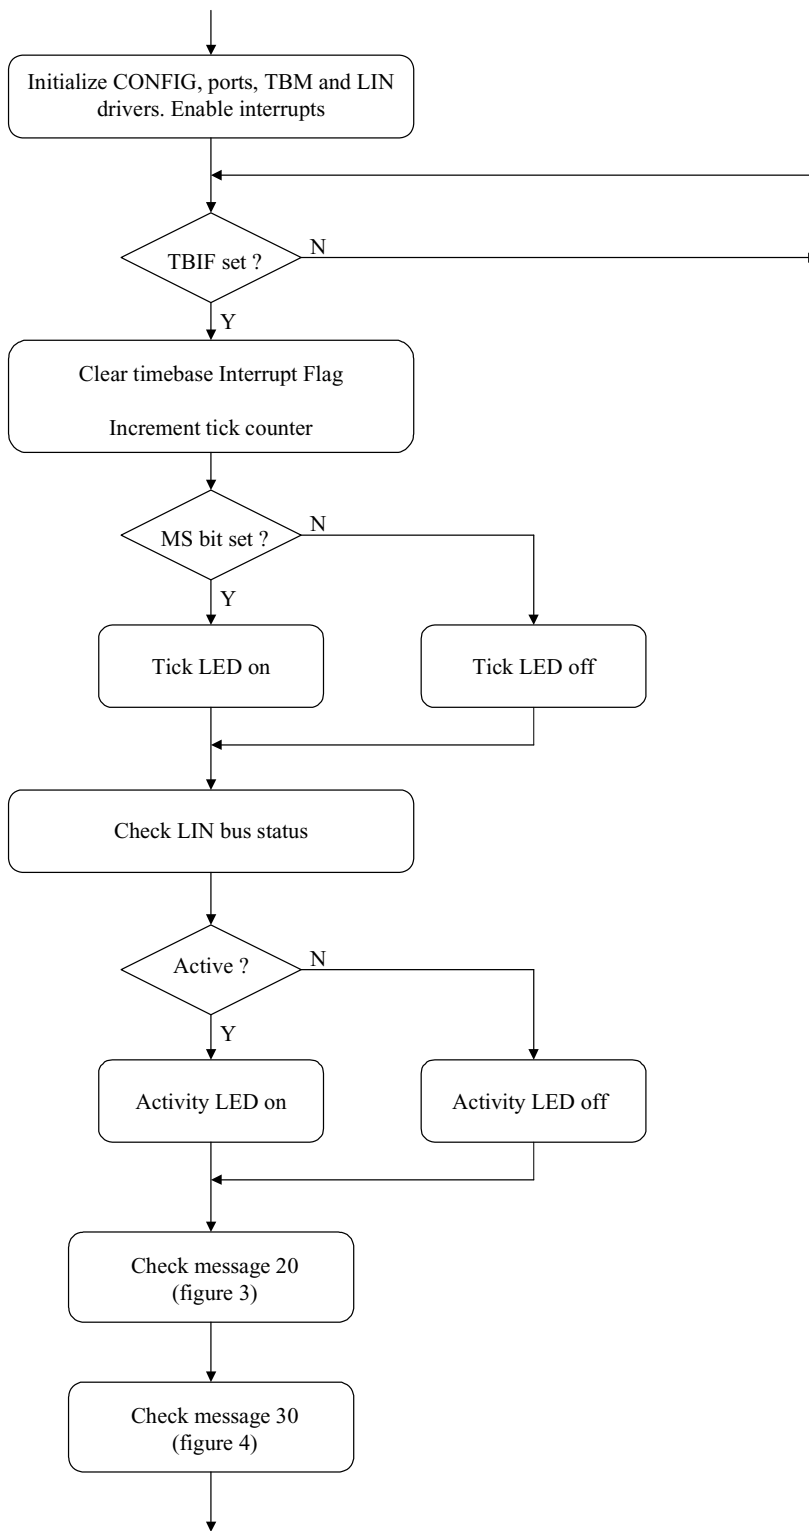 Initialize CONFIG, ports, TBM and LIN
drivers. Enable interrupts
TBIF set ?
N
Y
Clear timebase Interrupt Flag
Increment tick counter
MS bit set ?
N
Y
Tick LED on
Tick LED off
Check LIN bus status
Active ?
N
Y
Activity LED on
Activity LED off
Check message 20
(figure 3)
Check message 30
(figure 4)